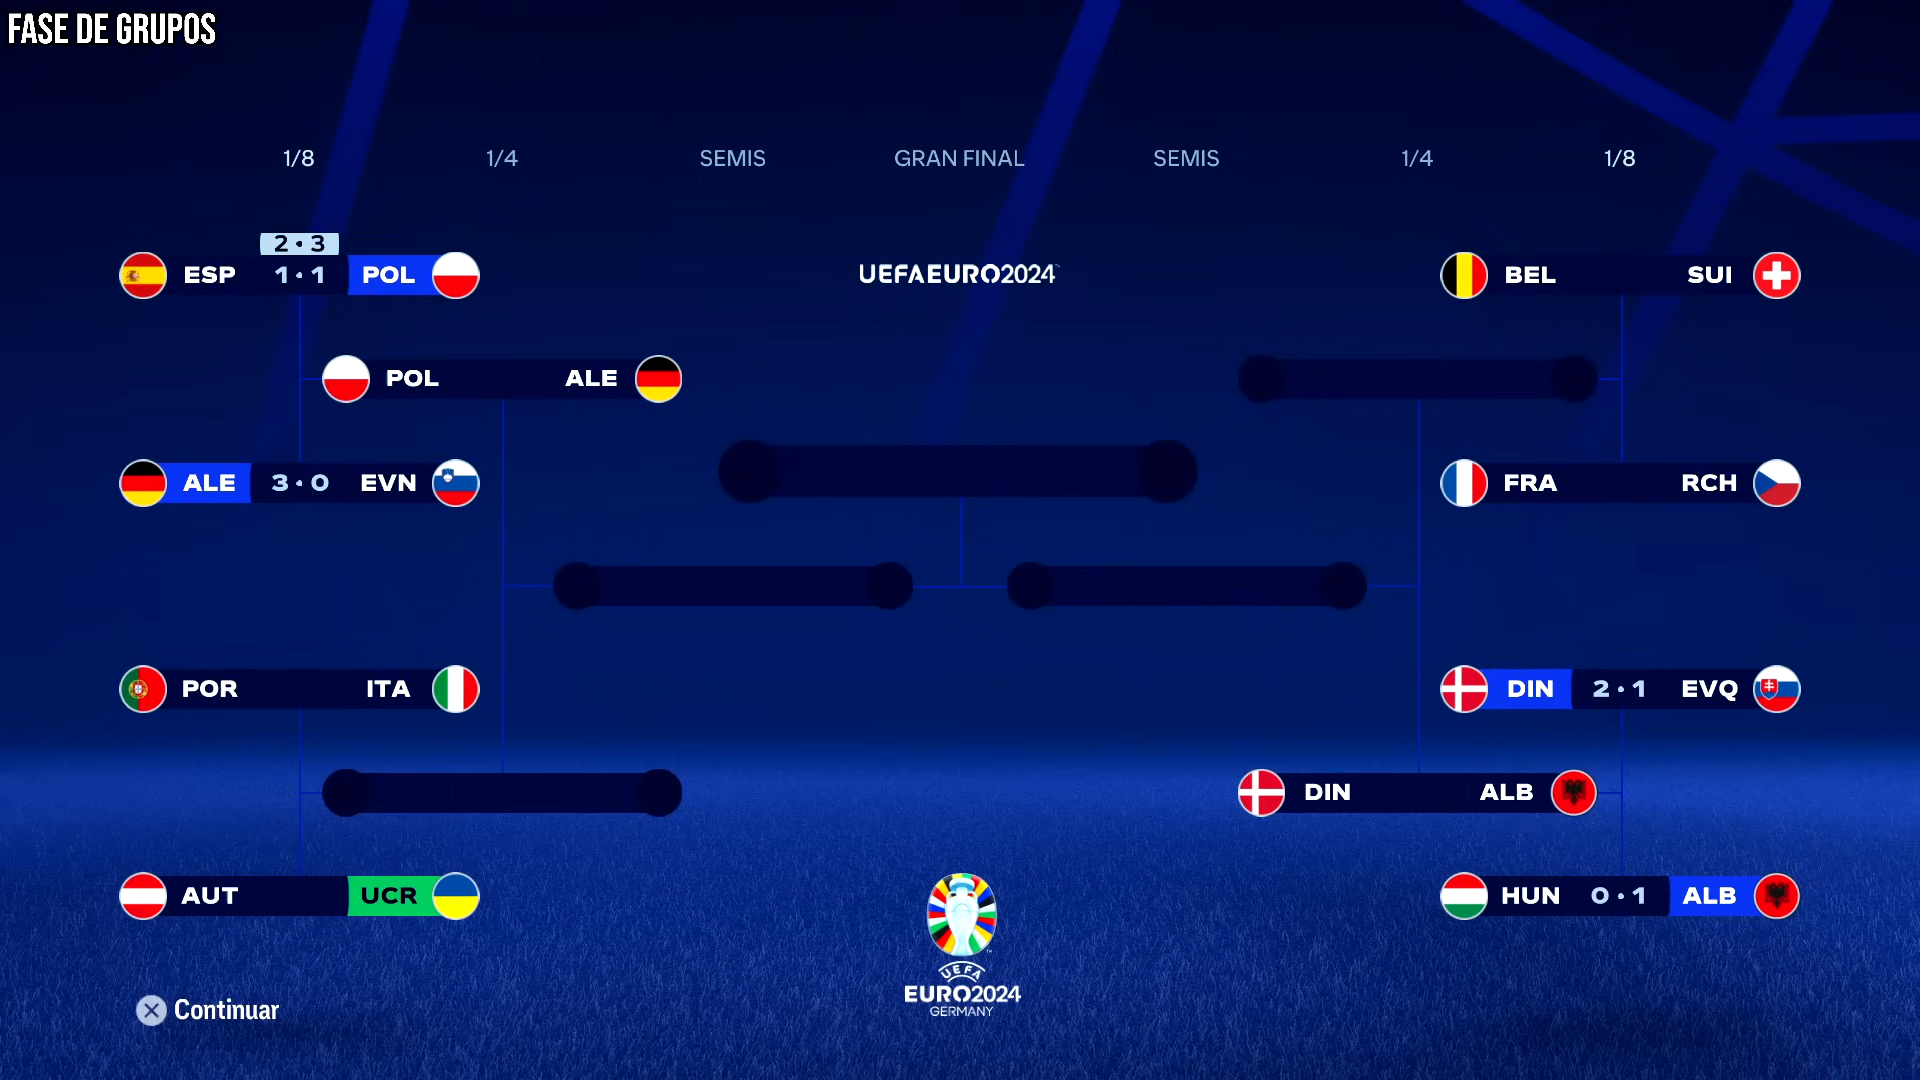 FASE DE GRUPOS
1/8 1/4 SEMIS GRAN FINAL SEMIS 1/4 1/8
2 • 3
ESP 1 • 1 POL
UEFA EURO2024™
BEL SUI
POL ALE
ALE 3 • 0 EVN
FRA RCH
POR ITA
DIN 2 • 1 EVQ
DIN ALB
AUT UCR
HUN 0 • 1 ALB
UEFA
EURO2024
GERMANY
Continuar